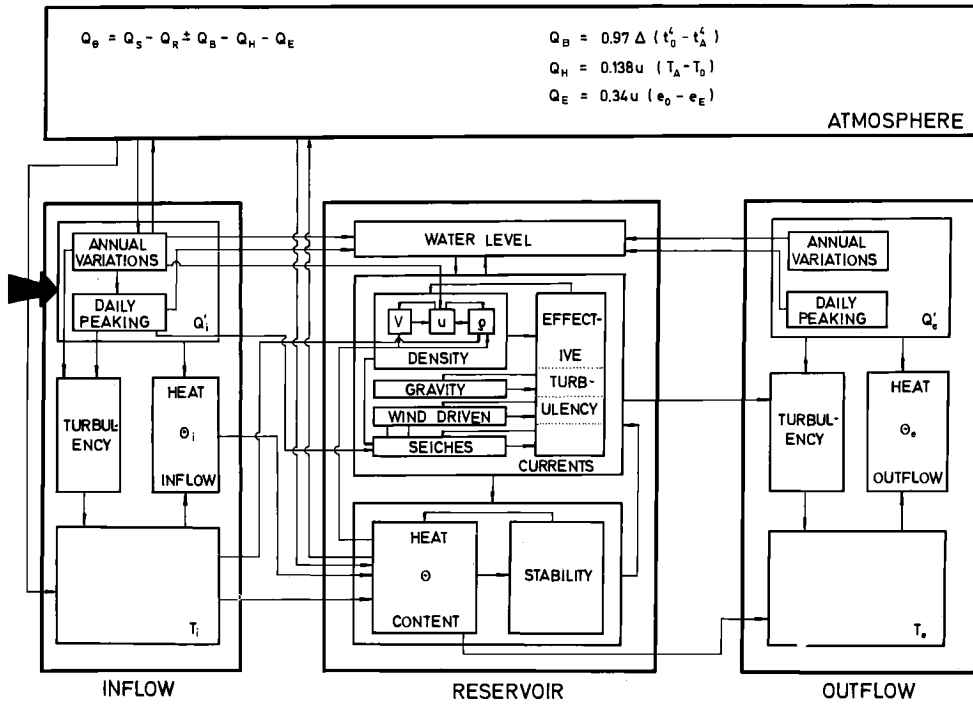 Q_θ = Q_S - Q_R ± Q_B - Q_H - Q_E
Q_B = 0.97 Δ (t⁴_0 - t⁴_A)
Q_H = 0.138u (T_A - T_0)
Q_E = 0.34u (e_0 - e_E)
ATMOSPHERE
ANNUAL
VARIATIONS
DAILY
PEAKING
Q'_i
TURBUL-
ENCY
HEAT
Θ_i
INFLOW
T_i
INFLOW
WATER LEVEL
V
u
ϱ
DENSITY
GRAVITY
WIND DRIVEN
SEICHES
EFFECT-
IVE
TURB-
ULENCY
CURRENTS
HEAT
Θ
CONTENT
STABILITY
RESERVOIR
ANNUAL
VARIATIONS
DAILY
PEAKING
Q'_e
TURBUL-
ENCY
HEAT
Θ_e
OUTFLOW
T_e
OUTFLOW